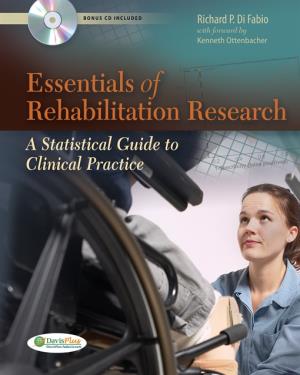 BONUS CD INCLUDED
Richard P. Di Fabio
with foreword by
Kenneth Ottenbacher
Essentials of
Rehabilitation Research
A Statistical Guide to
Clinical Practice
DavisPlus